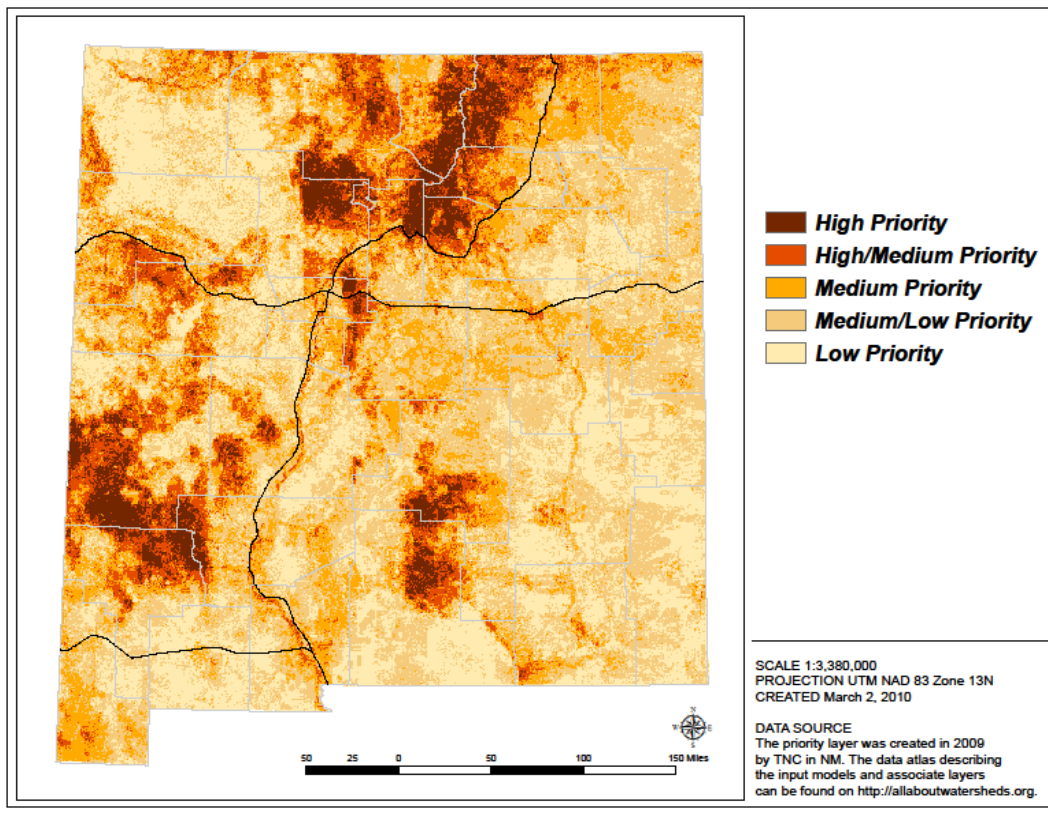 High Priority
High/Medium Priority
Medium Priority
Medium/Low Priority
Low Priority
SCALE 1:3,380,000
PROJECTION UTM NAD 83 Zone 13N
CREATED March 2, 2010
DATA SOURCE
The priority layer was created in 2009
by TNC in NM. The data atlas describing
the input models and associate layers
can be found on http://allaboutwatersheds.org.
N
W E
S
50 25 0 50 100 150 Miles